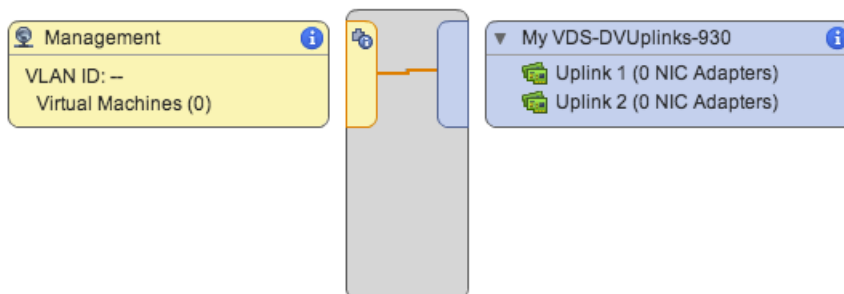 Management
VLAN ID: --
Virtual Machines (0)
My VDS-DVUplinks-930
Uplink 1 (0 NIC Adapters)
Uplink 2 (0 NIC Adapters)